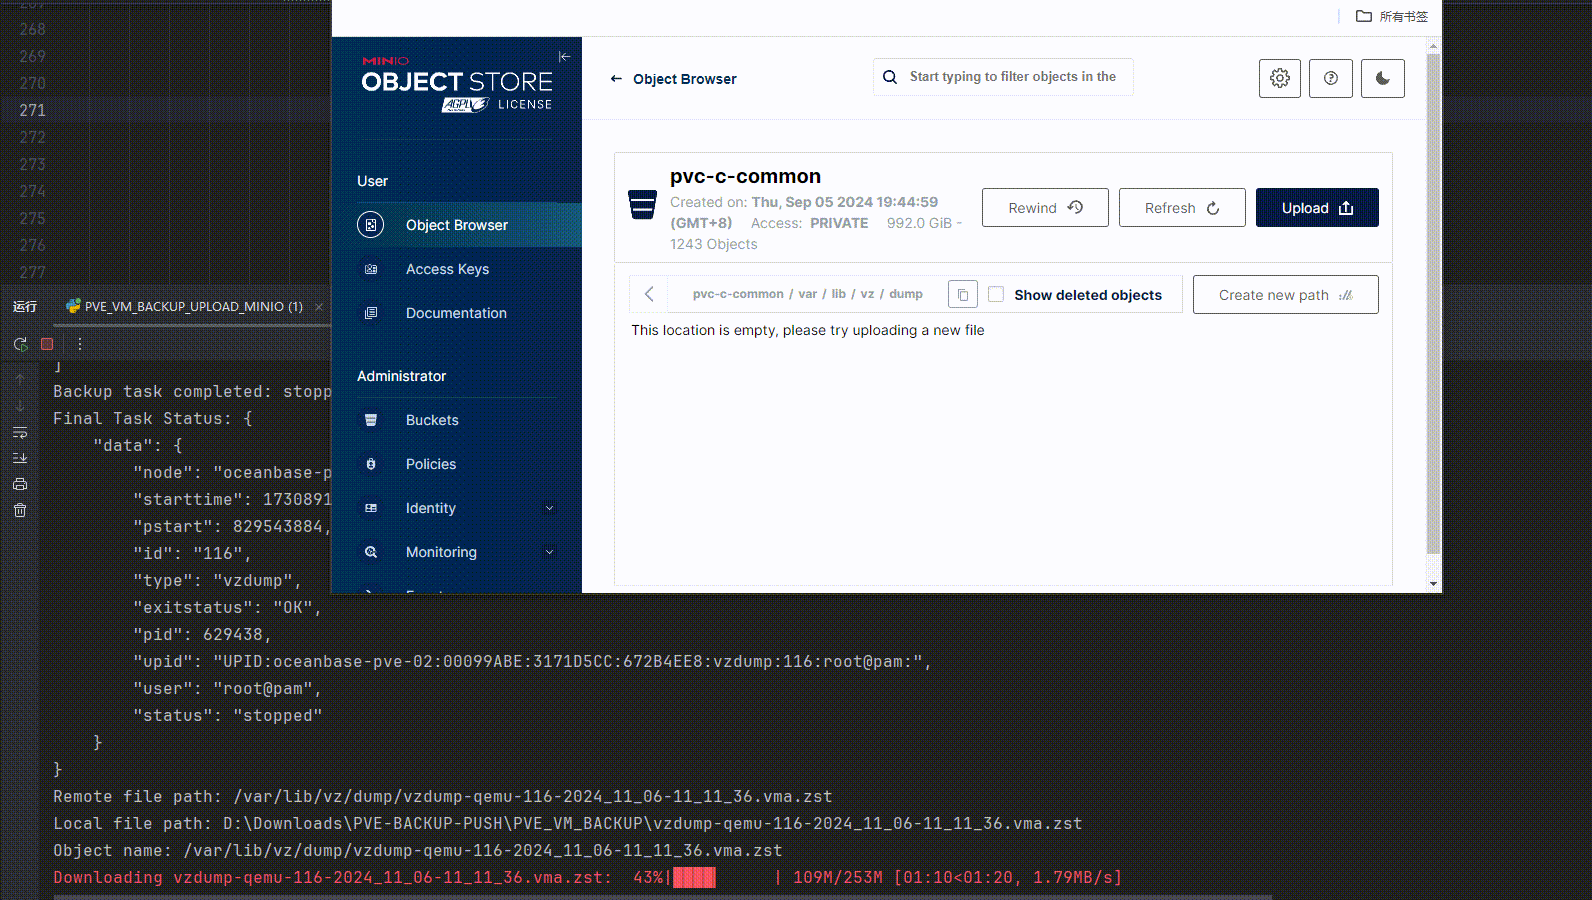 267
268
269
270
271
272
273
274
275
276
277
所有书签
MINIO
OBJECT STORE
AGPLv3 LICENSE
User
Object Browser
Access Keys
Documentation
Administrator
Buckets
Policies
Identity
Monitoring
Object Browser
Start typing to filter objects in the
pvc-c-common
Created on: Thu, Sep 05 2024 19:44:59
(GMT+8) Access: PRIVATE 992.0 GiB -
1243 Objects
Rewind
Refresh
Upload
pvc-c-common / var / lib / vz / dump
Show deleted objects
Create new path
This location is empty, please try uploading a new file
运行
PVE_VM_BACKUP_UPLOAD_MINIO (1) ×
]
Backup task completed: stopp
Final Task Status: {
"data": {
"node": "oceanbase-p
"starttime": 1730891
"pstart": 829543884,
"id": "116",
"type": "vzdump",
"exitstatus": "OK",
"pid": 629438,
"upid": "UPID:oceanbase-pve-02:00099ABE:3171D5CC:672B4EE8:vzdump:116:root@pam:",
"user": "root@pam",
"status": "stopped"
}
}
Remote file path: /var/lib/vz/dump/vzdump-qemu-116-2024_11_06-11_11_36.vma.zst
Local file path: D:\Downloads\PVE-BACKUP-PUSH\PVE_VM_BACKUP\vzdump-qemu-116-2024_11_06-11_11_36.vma.zst
Object name: /var/lib/vz/dump/vzdump-qemu-116-2024_11_06-11_11_36.vma.zst
Downloading vzdump-qemu-116-2024_11_06-11_11_36.vma.zst: 43%| | 109M/253M [01:10<01:20, 1.79MB/s]